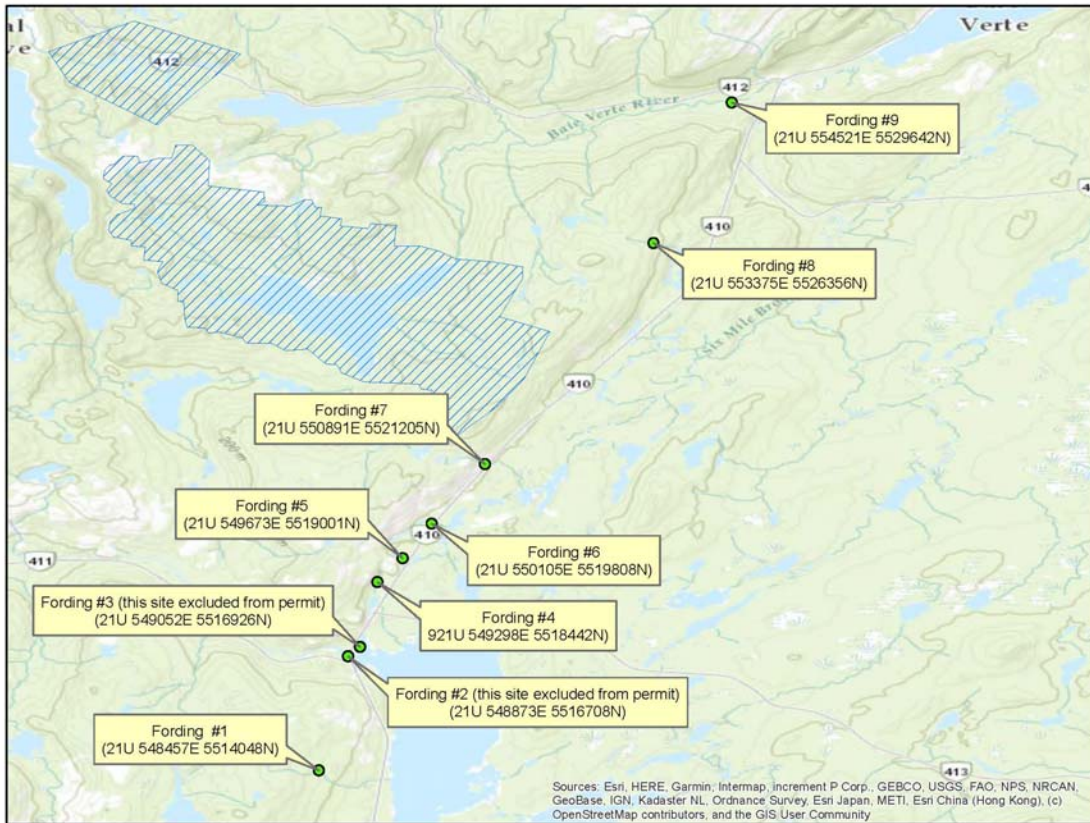 al
ve
412
Verte
412
Baie Verte River
Fording #9
(21U 554521E 5529642N)
4
410
Fording #8
(21U 553375E 5526356N)
Six Mile
410
Fording #7
(21U 550891E 5521205N)
200m
Fording #5
(21U 549673E 5519001N)
410
411
Fording #6
(21U 550105E 5519808N)
Fording #3 (this site excluded from permit)
(21U 549052E 5516926N)
Fording #4
921U 549298E 5518442N)
Fording #2 (this site excluded from permit)
(21U 548873E 5516708N)
Fording #1
(21U 548457E 5514048N)
413
Sources: Esri, HERE, Garmin, Intermap, increment P Corp., GEBCO, USGS, FAO, NPS, NRCAN,
GeoBase, IGN, Kadaster NL, Ordnance Survey, Esri Japan, METI, Esri China (Hong Kong), (c)
OpenStreetMap contributors, and the GIS User Community